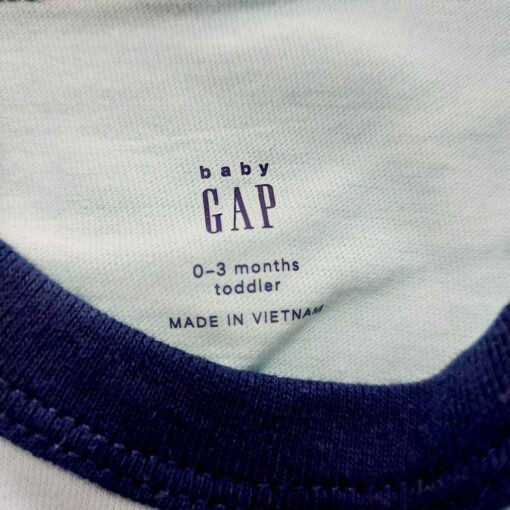 baby
GAP
0–3 months
toddler
MADE IN VIETNAM